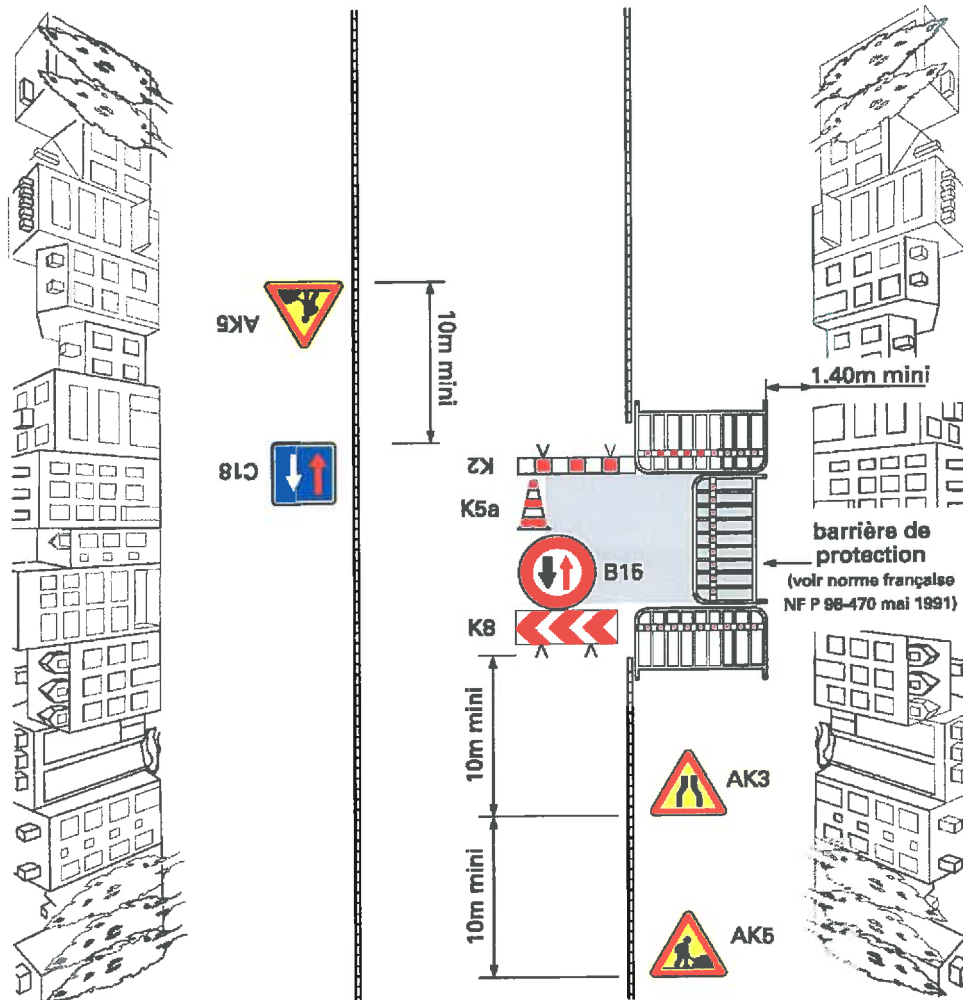 AK5
10m mini
1.40m mini
C18
K2
K5a
barrière de
protection
(voir norme française
NF P 98-470 mai 1991)
B15
K8
10m mini
AK3
10m mini
AK5